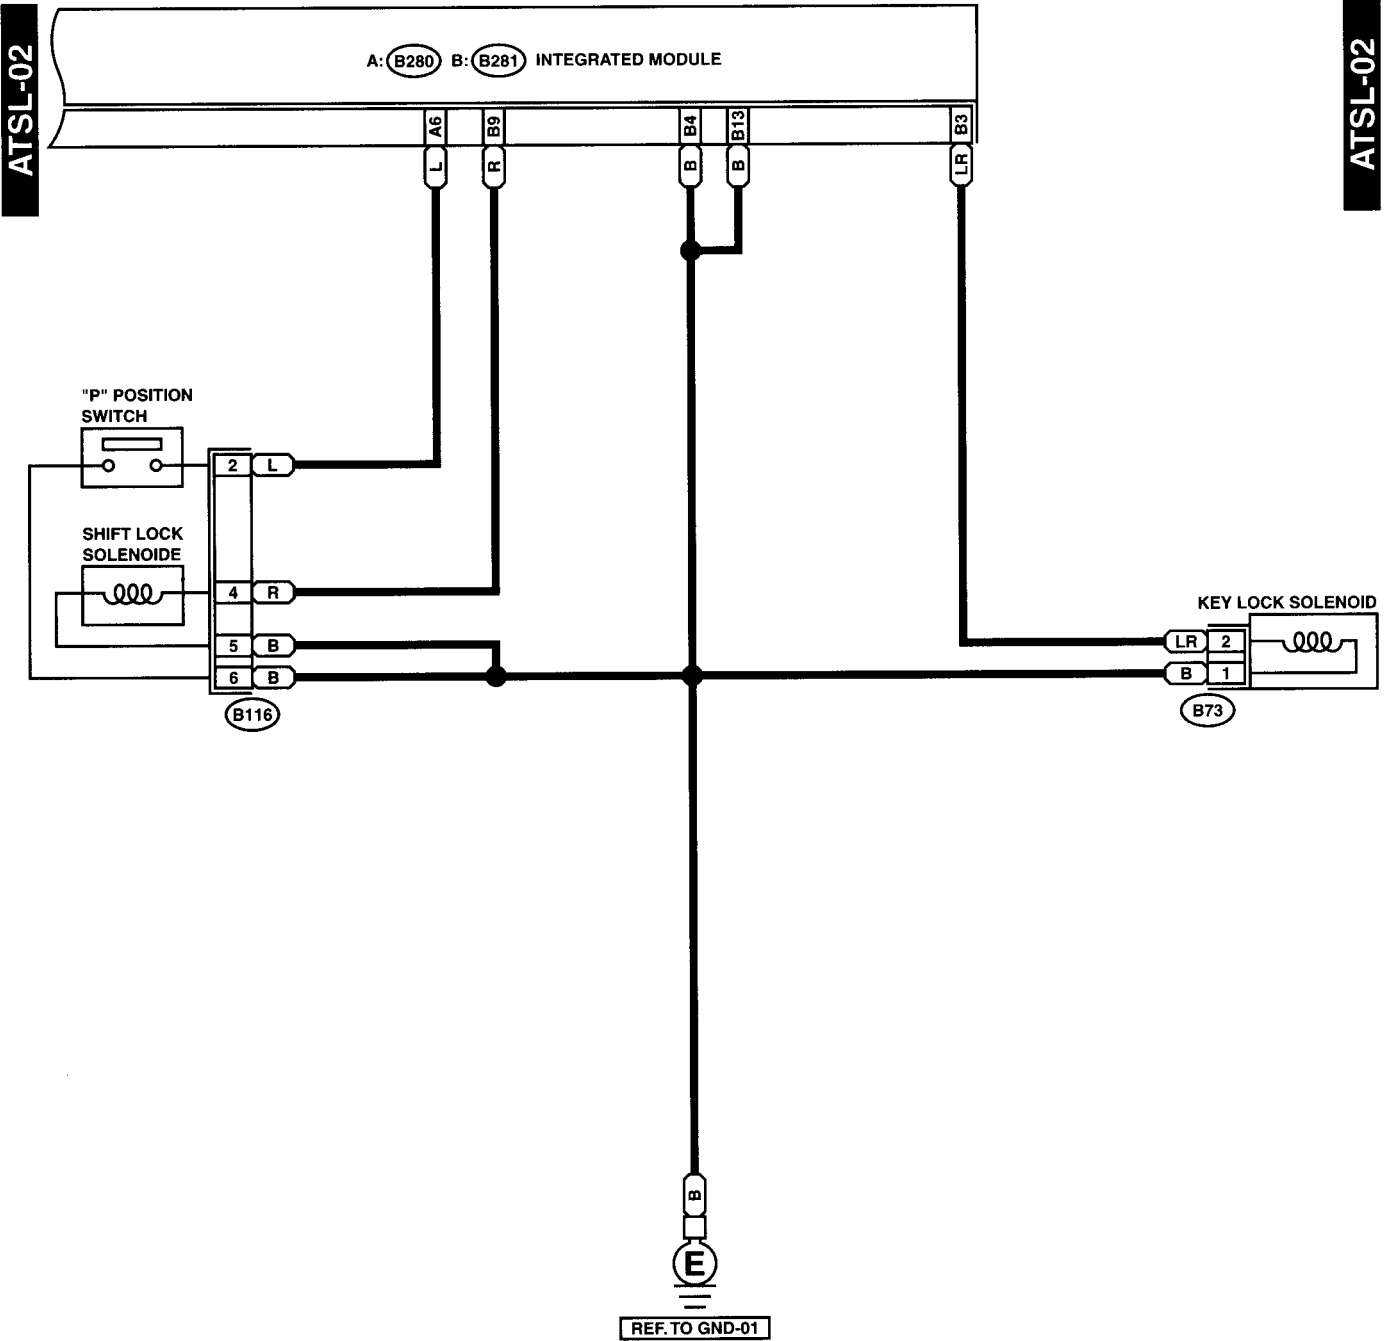 ATSL-02
ATSL-02
A: B280 B: B281 INTEGRATED MODULE
A6 B9 B4 B13 B3
L R B B LR
"P" POSITION
SWITCH
2 L
SHIFT LOCK
SOLENOIDE
4 R
5 B
6 B
B116
KEY LOCK SOLENOID
LR 2
B 1
B73
B
E
REF. TO GND-01